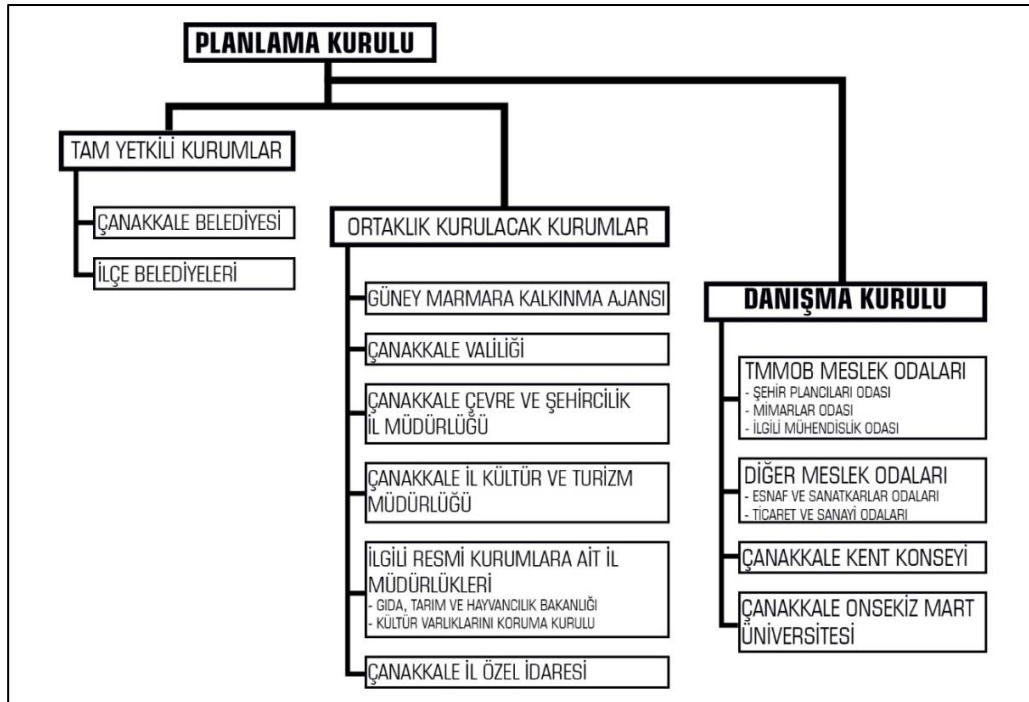 PLANLAMA KURULU
TAM YETKİLİ KURUMLAR
ÇANAKKALE BELEDİYESİ
İLÇE BELEDİYELERİ
ORTAKLIK KURULACAK KURUMLAR
GÜNEY MARMARA KALKINMA AJANSI
ÇANAKKALE VALİLİĞİ
ÇANAKKALE ÇEVRE VE ŞEHİRCİLİK
İL MÜDÜRLÜĞÜ
ÇANAKKALE İL KÜLTÜR VE TURİZM
MÜDÜRLÜĞÜ
İLGİLİ RESMİ KURUMLARA AİT İL
MÜDÜRLÜKLERİ
- GIDA, TARIM VE HAYVANCILIK BAKANLIĞI
- KÜLTÜR VARLIKLARINI KORUMA KURULU
ÇANAKKALE İL ÖZEL İDARESİ
DANIŞMA KURULU
TMMOB MESLEK ODALARI
- ŞEHİR PLANCILARI ODASI
- MİMARLAR ODASI
- İLGİLİ MÜHENDİSLİK ODASI
DİĞER MESLEK ODALARI
- ESNAF VE SANATKARLAR ODALARI
- TİCARET VE SANAYİ ODALARI
ÇANAKKALE KENT KONSEYİ
ÇANAKKALE ONSEKİZ MART
ÜNİVERSİTESİ